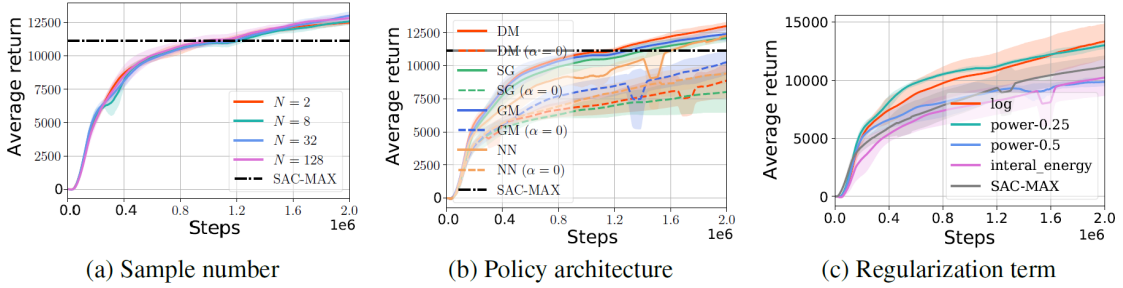 Average return
12500
10000
7500
5000
2500
0
N = 2
N = 8
N = 32
N = 128
SAC-MAX
0.0 0.4 0.8 1.2 1.6 2.0
Steps
1e6
(a) Sample number
Average return
12500
10000
7500
5000
2500
0
DM
DM (α = 0)
SG
SG (α = 0)
GM
GM (α = 0)
NN
NN (α = 0)
SAC-MAX
0.0 0.4 0.8 1.2 1.6 2.0
Steps
1e6
(b) Policy architecture
Average return
15000
10000
5000
0
log
power-0.25
power-0.5
interal_energy
SAC-MAX
0.0 0.4 0.8 1.2 1.6 2.0
Steps
1e6
(c) Regularization term